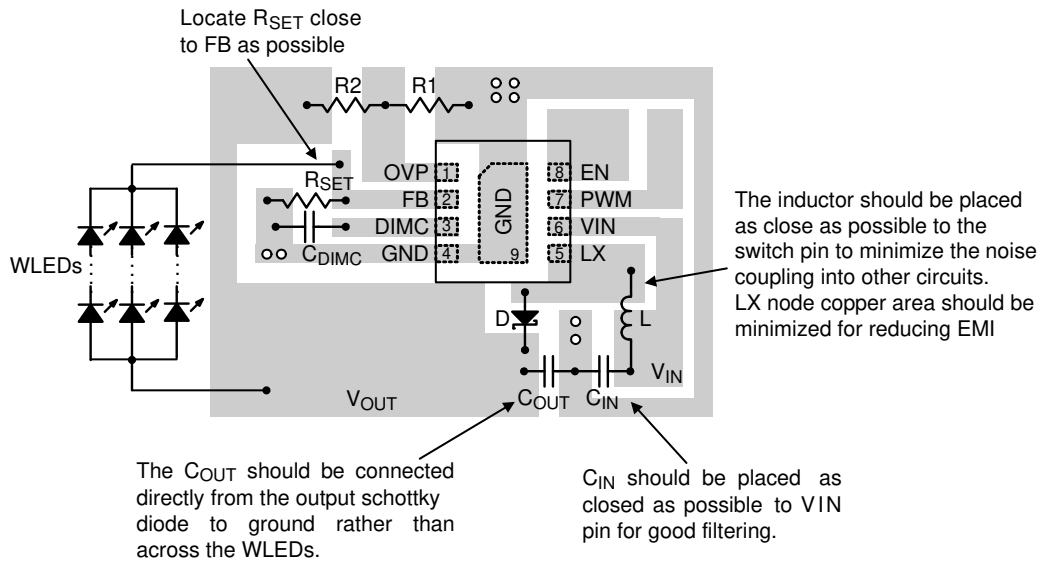 Locate RSET close
to FB as possible
R2
R1
OVP 1
8 EN
RSET
FB 2
7 PWM
GND
DIMC 3
6 VIN
CDIMC
GND 4
9
5 LX
WLEDs
The inductor should be placed
as close as possible to the
switch pin to minimize the noise
coupling into other circuits.
LX node copper area should be
minimized for reducing EMI
D
L
VIN
VOUT
COUT
CIN
The COUT should be connected
directly from the output schottky
diode to ground rather than
across the WLEDs.
CIN should be placed as
closed as possible to VIN
pin for good filtering.